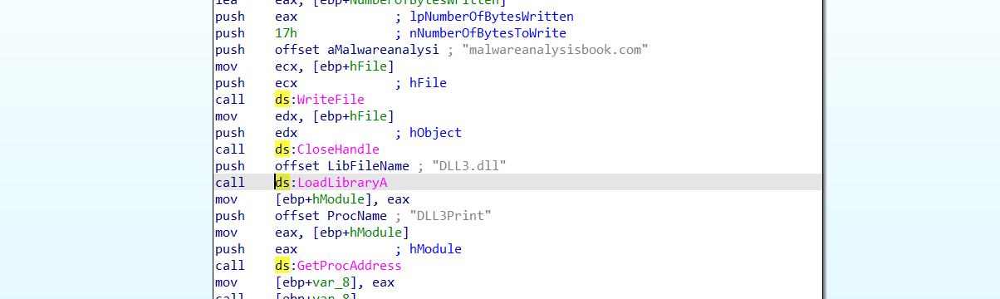 lea eax, [ebp+NumberOfBytesWritten]
push eax ; lpNumberOfBytesWritten
push 17h ; nNumberOfBytesToWrite
push offset aMalwareanalysi ; "malwareanalysisbook.com"
mov ecx, [ebp+hFile]
push ecx ; hFile
call ds:WriteFile
mov edx, [ebp+hFile]
push edx ; hObject
call ds:CloseHandle
push offset LibFileName ; "DLL3.dll"
call ds:LoadLibraryA
mov [ebp+hModule], eax
push offset ProcName ; "DLL3Print"
mov eax, [ebp+hModule]
push eax ; hModule
call ds:GetProcAddress
mov [ebp+var_8], eax
call [ebp+var_8]